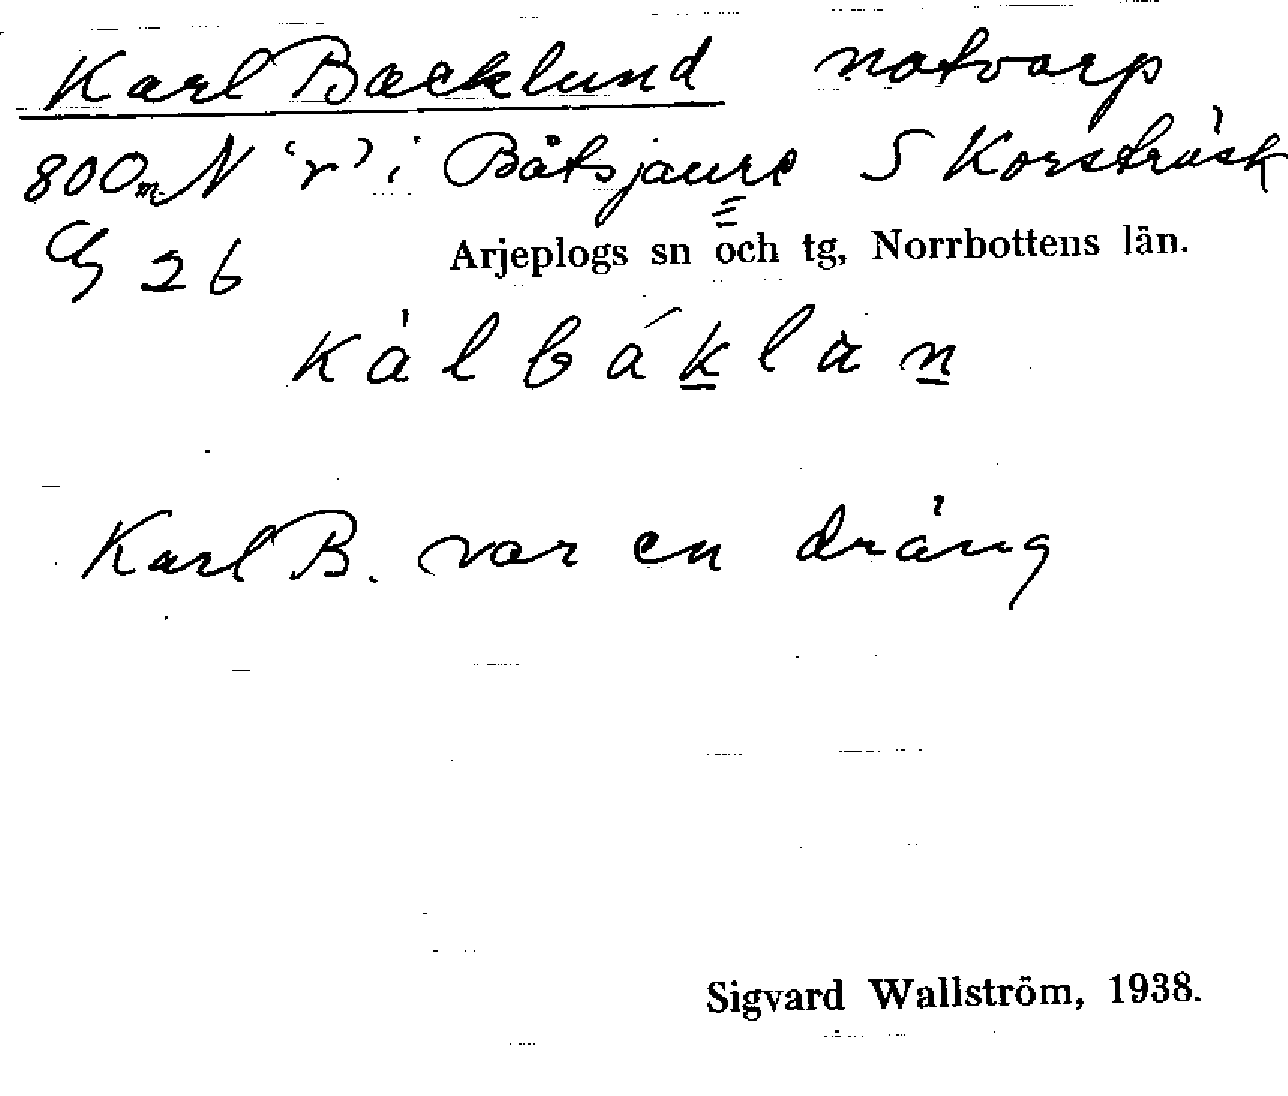 Karl Backlund notvarp
800 m N 'r' i Båtsjaure S Korsträsk
G 26
Arjeplogs sn och tg, Norrbottens län.
kålbáklan
Karl B. var en dräng
Sigvard Wallström, 1938.